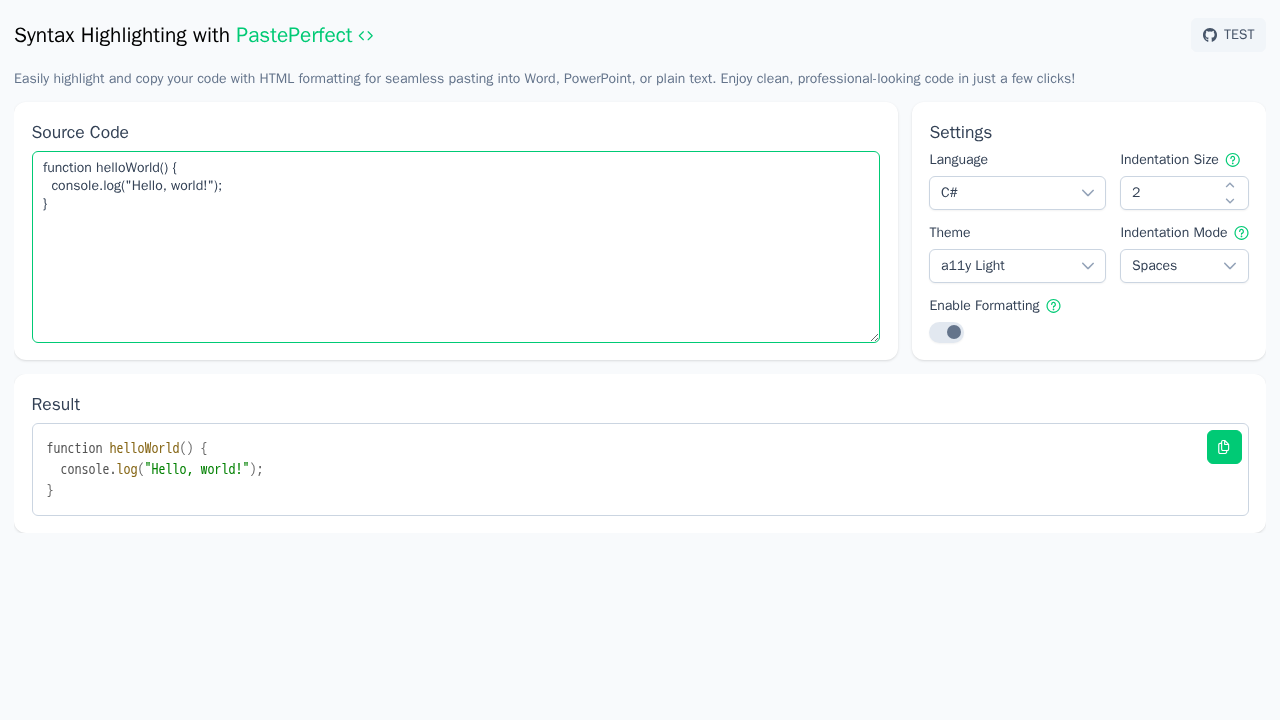 Syntax Highlighting with PastePerfect
TEST
Easily highlight and copy your code with HTML formatting for seamless pasting into Word, PowerPoint, or plain text. Enjoy clean, professional-looking code in just a few clicks!
Source Code
function helloWorld() {
  console.log("Hello, world!");
}
Settings
Language
Indentation Size
C#
2
Theme
Indentation Mode
a11y Light
Spaces
Enable Formatting
Result
function helloWorld() {
  console.log("Hello, world!");
}